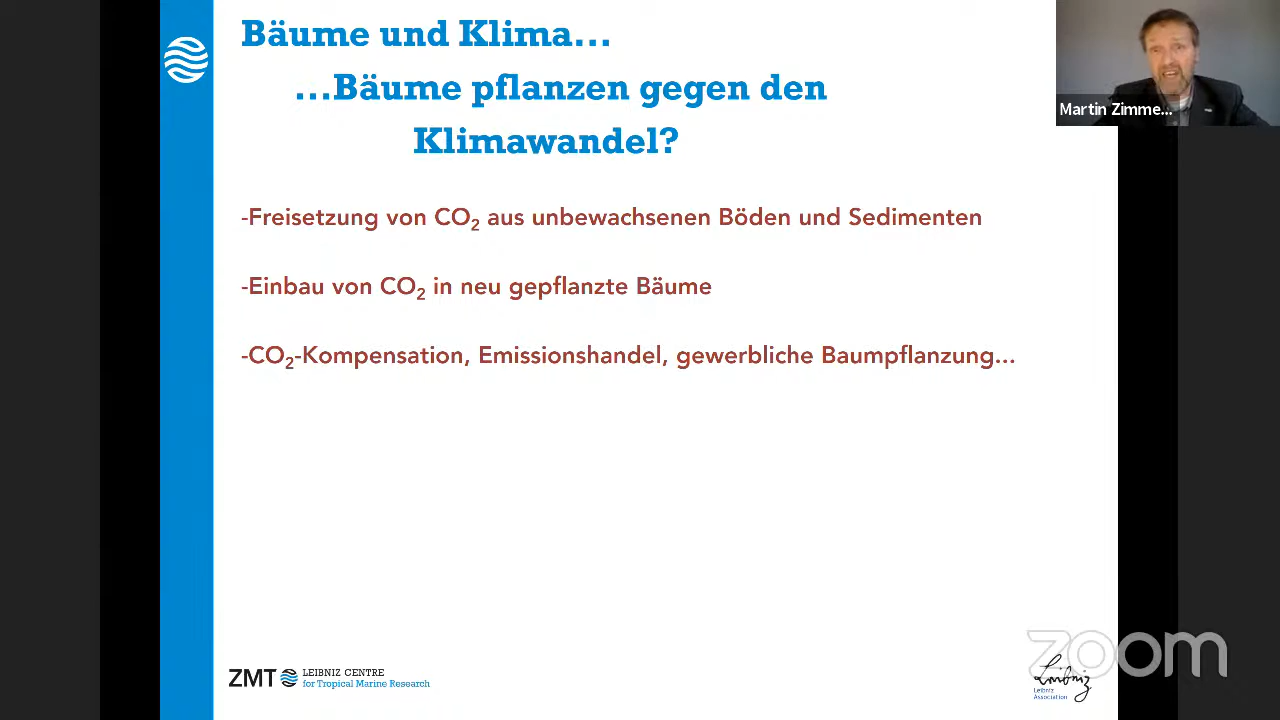 Bäume und Klima...
...Bäume pflanzen gegen den
Klimawandel?
Martin Zimme...
-Freisetzung von CO₂ aus unbewachsenen Böden und Sedimenten
-Einbau von CO₂ in neu gepflanzte Bäume
-CO₂-Kompensation, Emissionshandel, gewerbliche Baumpflanzung...
ZMT
LEIBNIZ CENTRE
for Tropical Marine Research
zoom
Leibniz
Leibniz
Association